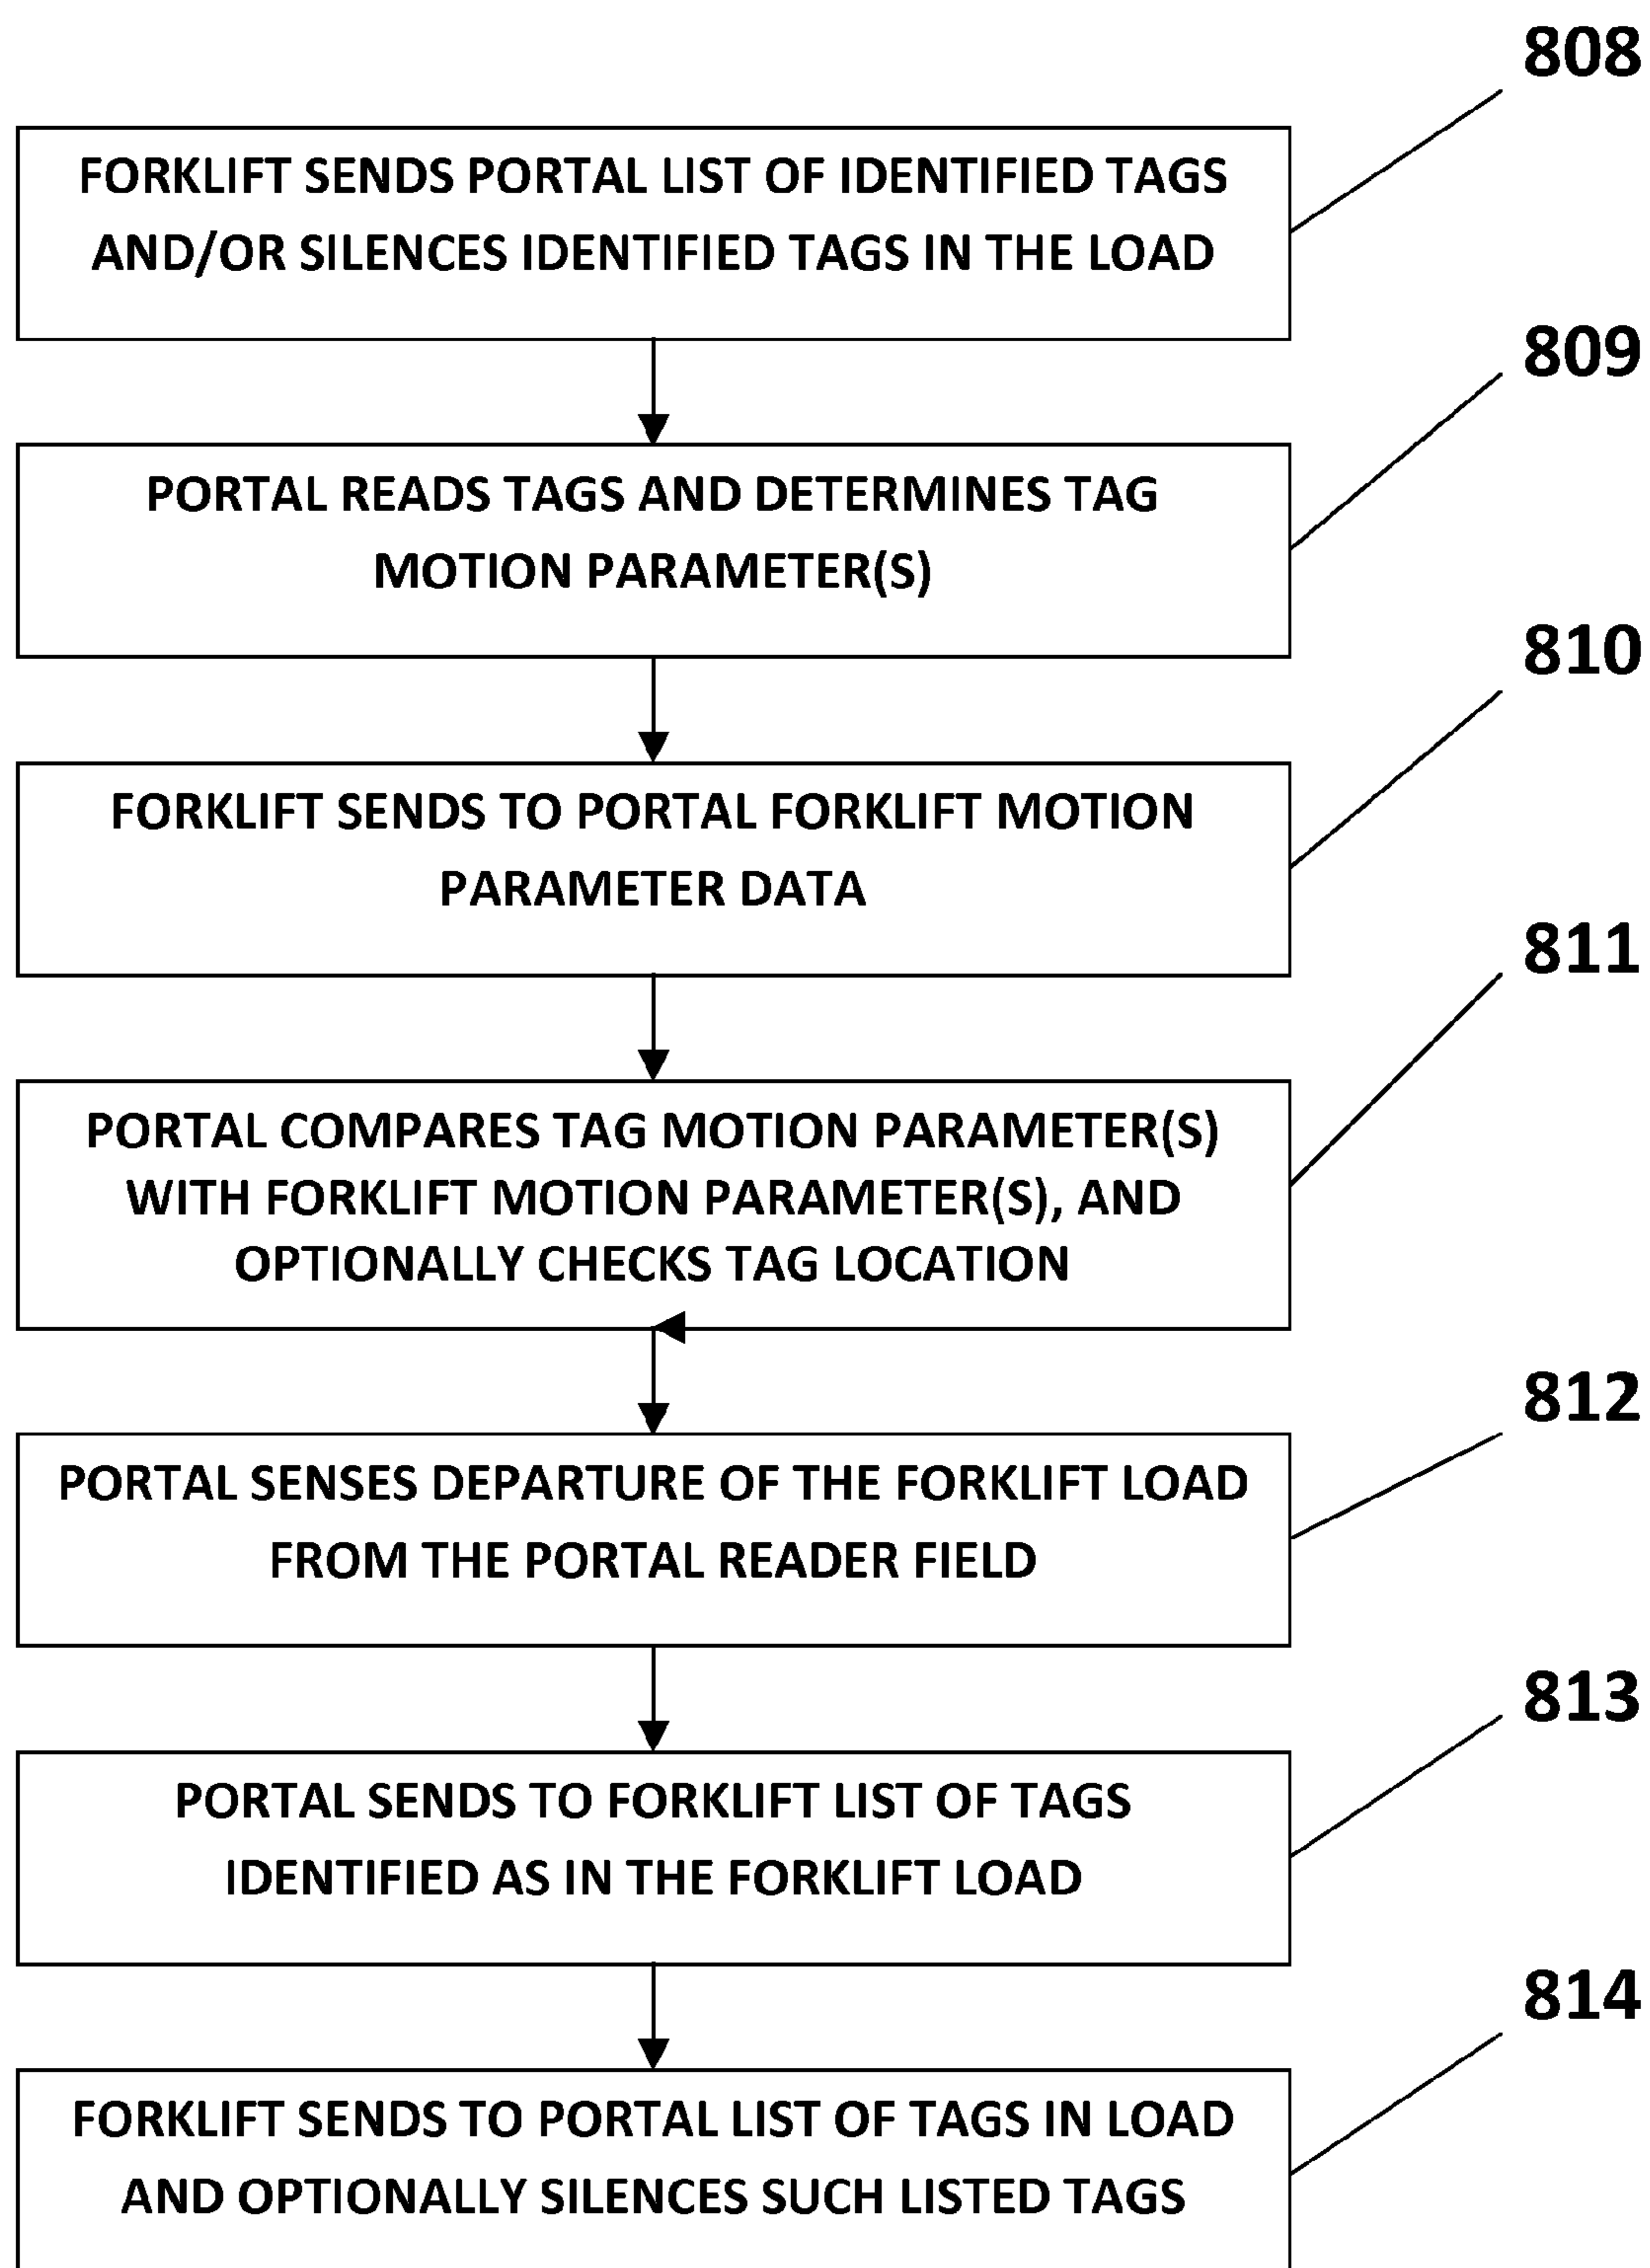 808
FORKLIFT SENDS PORTAL LIST OF IDENTIFIED TAGS
AND/OR SILENCES IDENTIFIED TAGS IN THE LOAD
809
PORTAL READS TAGS AND DETERMINES TAG
MOTION PARAMETER(S)
810
FORKLIFT SENDS TO PORTAL FORKLIFT MOTION
PARAMETER DATA
811
PORTAL COMPARES TAG MOTION PARAMETER(S)
WITH FORKLIFT MOTION PARAMETER(S), AND
OPTIONALLY CHECKS TAG LOCATION
812
PORTAL SENSES DEPARTURE OF THE FORKLIFT LOAD
FROM THE PORTAL READER FIELD
813
PORTAL SENDS TO FORKLIFT LIST OF TAGS
IDENTIFIED AS IN THE FORKLIFT LOAD
814
FORKLIFT SENDS TO PORTAL LIST OF TAGS IN LOAD
AND OPTIONALLY SILENCES SUCH LISTED TAGS